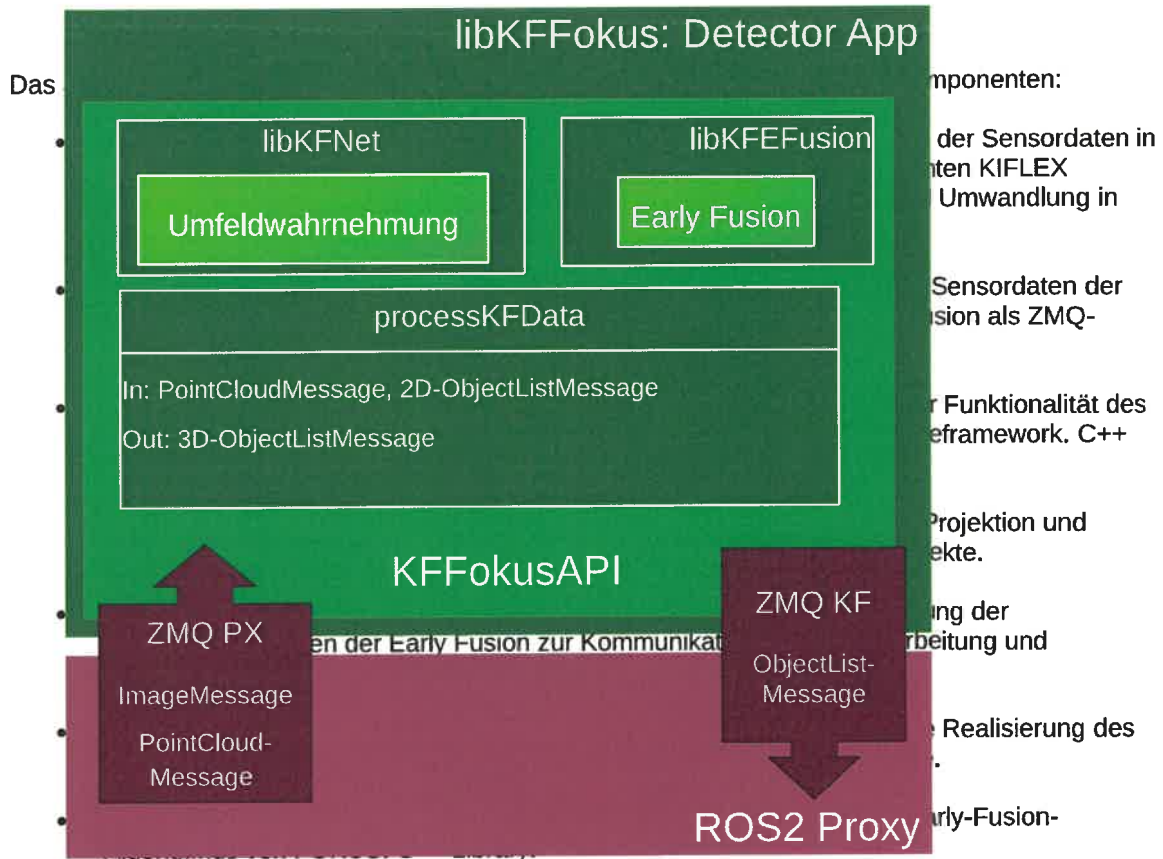 libKFFokus: Detector App
Das
mponenten:
libKFNet
libKFEFusion
der Sensordaten in
nten KIFLEX
Umwandlung in
Umfeldwahrnehmung
Early Fusion
Sensordaten der
sion als ZMQ-
processKFData
In: PointCloudMessage, 2D-ObjectListMessage
Out: 3D-ObjectListMessage
r Funktionalität des
eframework. C++
Projektion und
ekte.
KFFokusAPI
ng der
en der Early Fusion zur Kommunikat
beitung und
ZMQ PX
ImageMessage
PointCloud-
Message
ZMQ KF
ObjectList-
Message
Realisierung des
ROS2 Proxy
arly-Fusion-